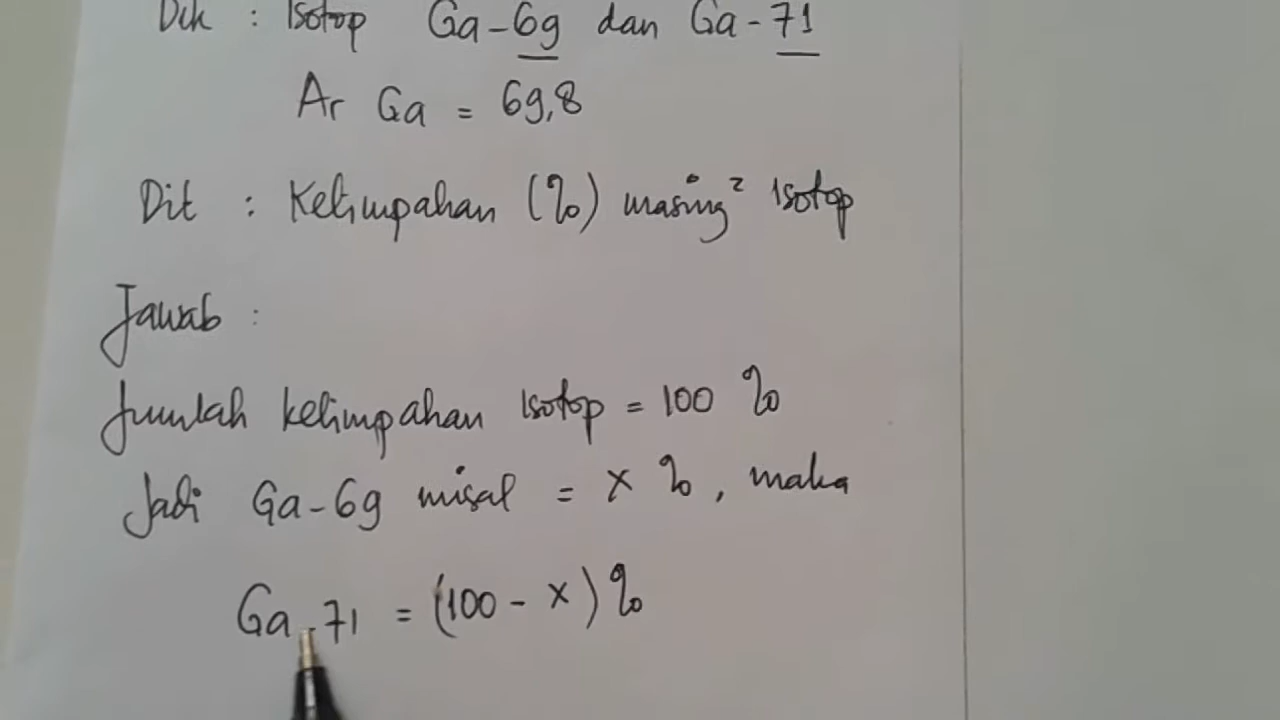 Dik : Isotop Ga-69 dan Ga-71
Ar Ga = 69,8
Dit : Kelimpahan (%) masing² Isotop
Jawab :
Jumlah kelimpahan Isotop = 100 %
Jadi Ga-69 misal = x %, maka
Ga-71 = (100 - x) %